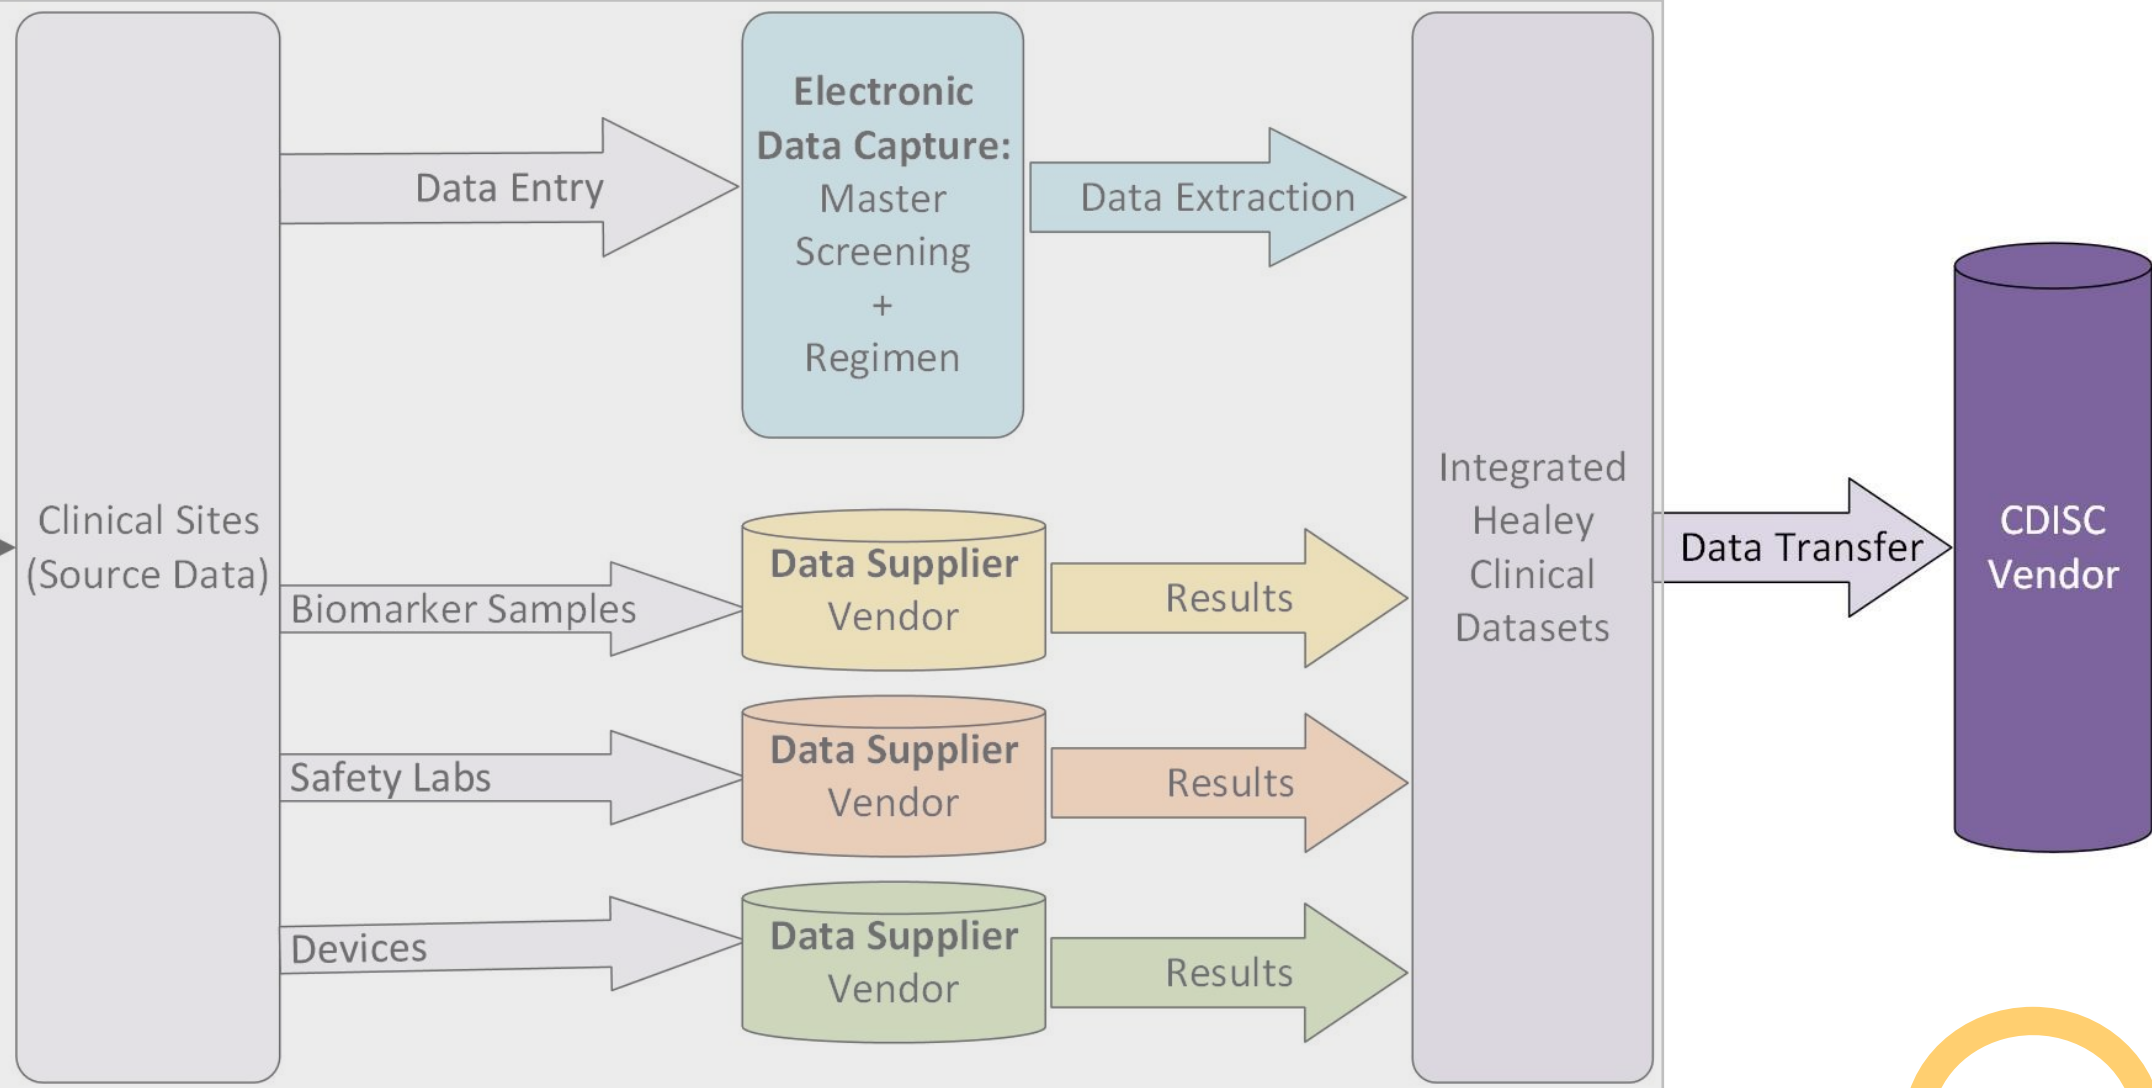 Clinical Sites
(Source Data)
Data Entry
Electronic
Data Capture:
Master
Screening
+
Regimen
Data Extraction
Biomarker Samples
Data Supplier
Vendor
Results
Safety Labs
Data Supplier
Vendor
Results
Devices
Data Supplier
Vendor
Results
Integrated
Healey
Clinical
Datasets
Data Transfer
CDISC
Vendor